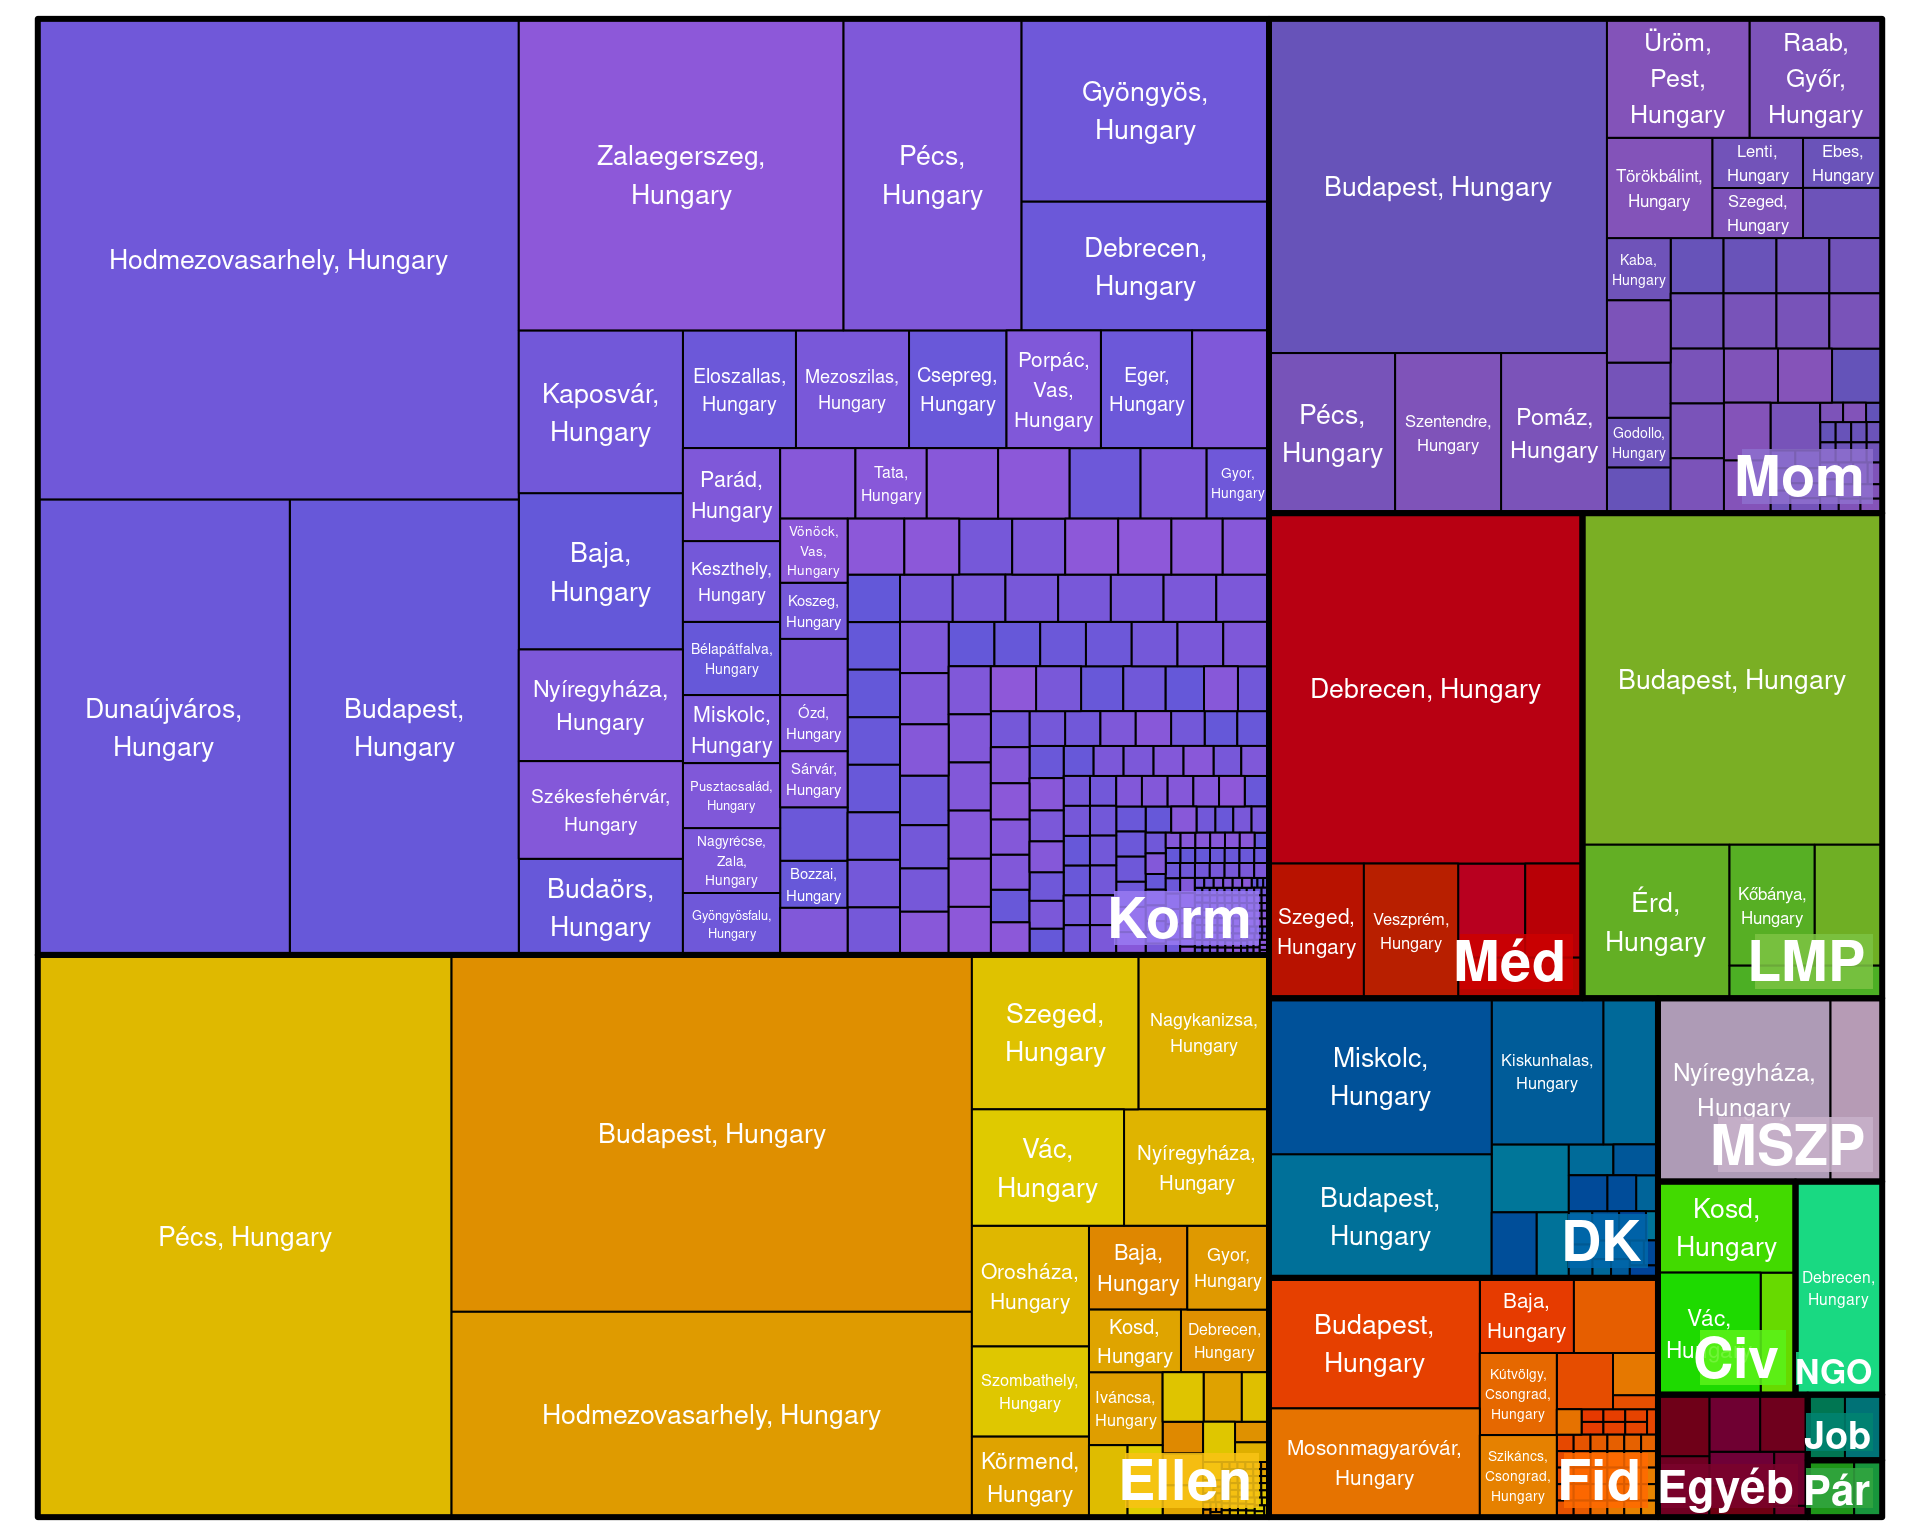 Hodmezovasarhely, Hungary
Dunaújváros,
Hungary
Budapest,
Hungary
Zalaegerszeg,
Hungary
Pécs,
Hungary
Gyöngyös,
Hungary
Debrecen,
Hungary
Kaposvár,
Hungary
Baja,
Hungary
Nyíregyháza,
Hungary
Székesfehérvár,
Hungary
Budaörs,
Hungary
Eloszallas,
Hungary
Mezoszilas,
Hungary
Csepreg,
Hungary
Porpác,
Vas,
Hungary
Eger,
Hungary
Parád,
Hungary
Keszthely,
Hungary
Bélapátfalva,
Hungary
Miskolc,
Hungary
Pusztacsalád,
Hungary
Nagyrécse,
Zala,
Hungary
Gyöngyösfalu,
Hungary
Tata,
Hungary
Gyor,
Hungary
Vönöck,
Vas,
Hungary
Koszeg,
Hungary
Ózd,
Hungary
Sárvár,
Hungary
Bozzai,
Hungary
Korm
Pécs, Hungary
Budapest, Hungary
Hodmezovasarhely, Hungary
Szeged,
Hungary
Nagykanizsa,
Hungary
Vác,
Hungary
Nyíregyháza,
Hungary
Orosháza,
Hungary
Szombathely,
Hungary
Körmend,
Hungary
Baja,
Hungary
Gyor,
Hungary
Kosd,
Hungary
Debrecen,
Hungary
Iváncsa,
Hungary
Ellen
Budapest, Hungary
Pécs,
Hungary
Szentendre,
Hungary
Pomáz,
Hungary
Üröm,
Pest,
Hungary
Raab,
Győr,
Hungary
Törökbálint,
Hungary
Lenti,
Hungary
Ebes,
Hungary
Szeged,
Hungary
Kaba,
Hungary
Godollo,
Hungary
Mom
Debrecen, Hungary
Szeged,
Hungary
Veszprém,
Hungary
Méd
Budapest, Hungary
Érd,
Hungary
Kőbánya,
Hungary
LMP
Miskolc,
Hungary
Budapest,
Hungary
Kiskunhalas,
Hungary
DK
Nyíregyháza,
Hungary
MSZP
Budapest,
Hungary
Mosonmagyaróvár,
Hungary
Baja,
Hungary
Kútvölgy,
Csongrad,
Hungary
Szikáncs,
Csongrad,
Hungary
Fid
Kosd,
Hungary
Vác,
Hungary
Civ
Debrecen,
Hungary
NGO
Egyéb
Job
Pár